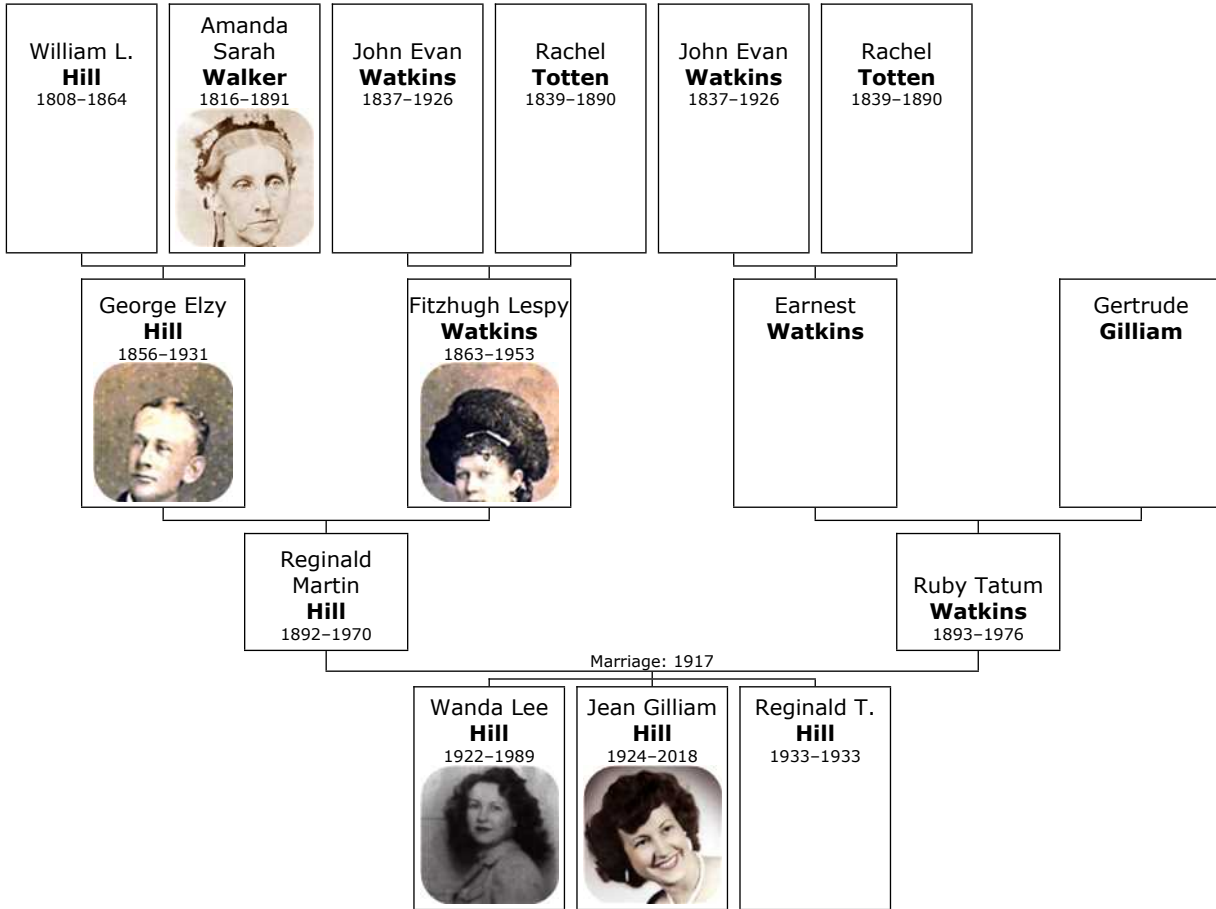 William L.
Hill
1808–1864
Amanda
Sarah
Walker
1816–1891
John Evan
Watkins
1837–1926
Rachel
Totten
1839–1890
John Evan
Watkins
1837–1926
Rachel
Totten
1839–1890
George Elzy
Hill
1856–1931
Fitzhugh Lespy
Watkins
1863–1953
Earnest
Watkins
Gertrude
Gilliam
Reginald
Martin
Hill
1892–1970
Ruby Tatum
Watkins
1893–1976
Marriage: 1917
Wanda Lee
Hill
1922–1989
Jean Gilliam
Hill
1924–2018
Reginald T.
Hill
1933–1933